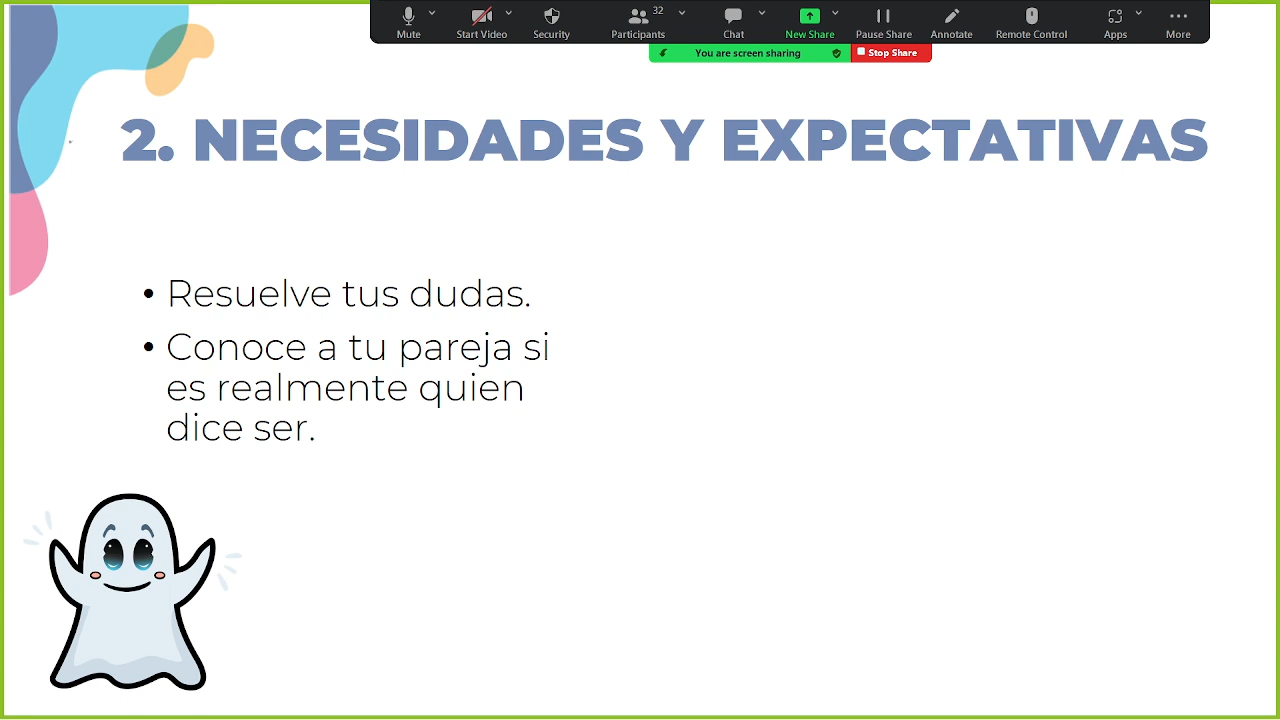 Mute
Start Video
Security
Participants
32
Chat
New Share
Pause Share
Annotate
Remote Control
Apps
More
You are screen sharing
Stop Share
2. NECESIDADES Y EXPECTATIVAS
• Resuelve tus dudas.
• Conoce a tu pareja si
es realmente quien
dice ser.